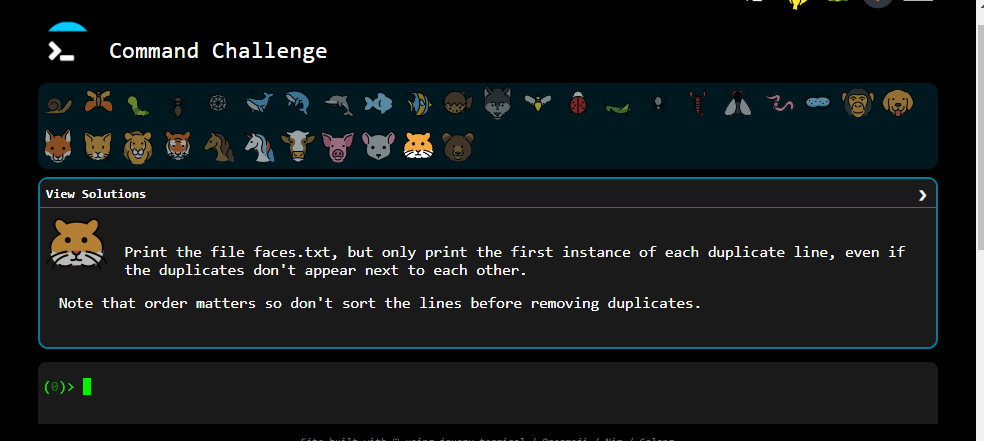 Command Challenge
View Solutions
Print the file faces.txt, but only print the first instance of each duplicate line, even if
the duplicates don't appear next to each other.
Note that order matters so don't sort the lines before removing duplicates.
(0)>